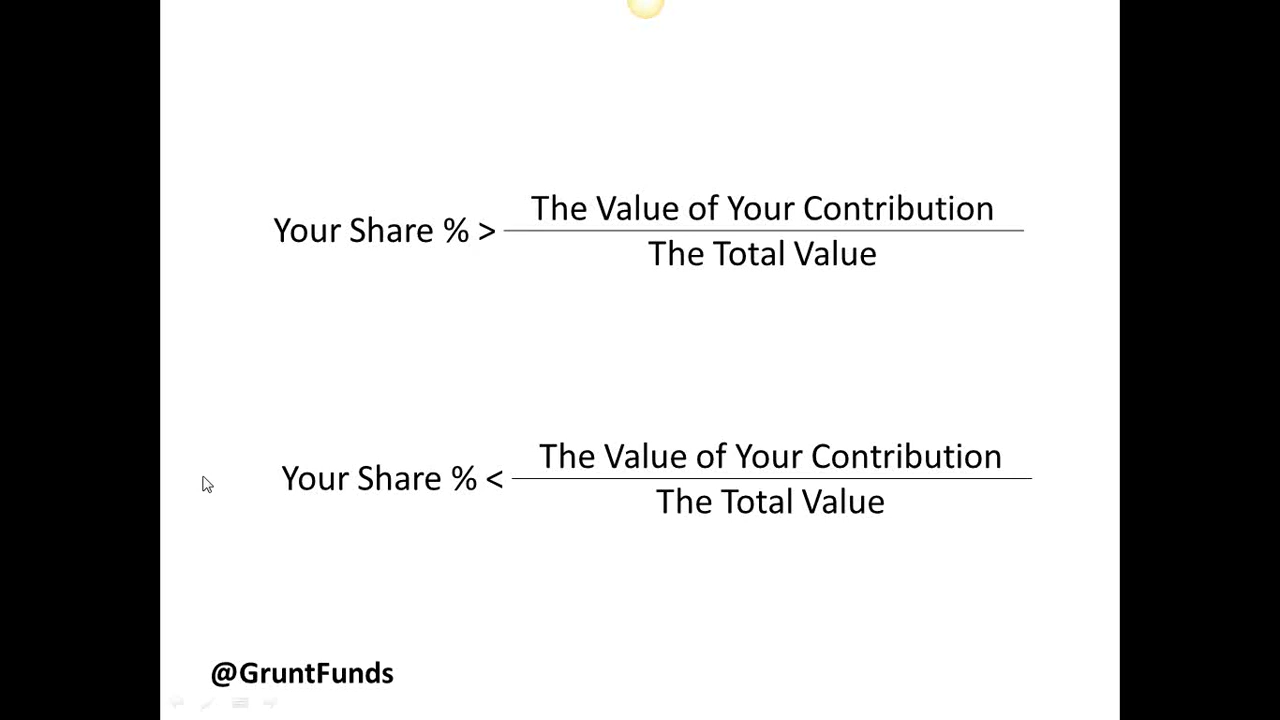 The Value of Your Contribution
Your Share % >
The Total Value
The Value of Your Contribution
Your Share % <
The Total Value
@GruntFunds